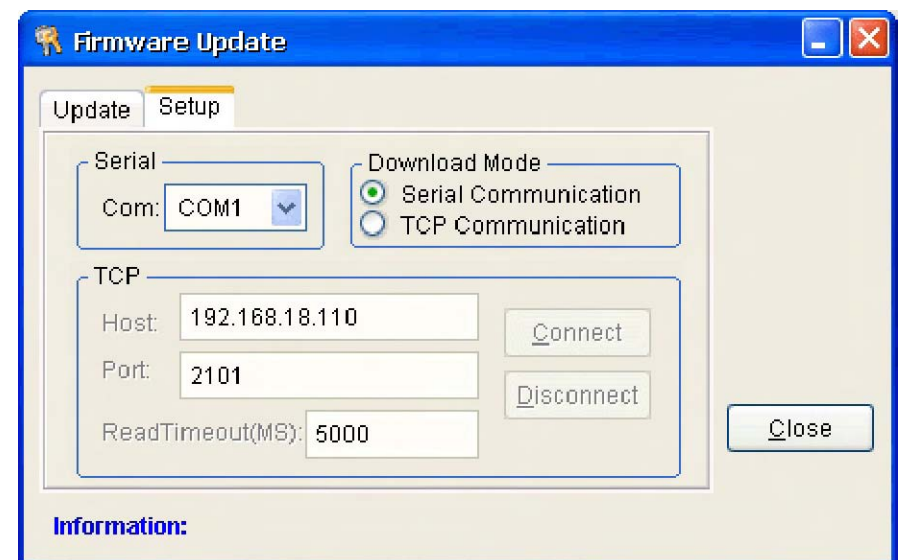 Firmware Update
Update Setup
Serial
Com: COM1
Download Mode
Serial Communication
TCP Communication
TCP
Host: 192.168.18.110
Connect
Port: 2101
Disconnect
ReadTimeout(MS): 5000
Close
Information: